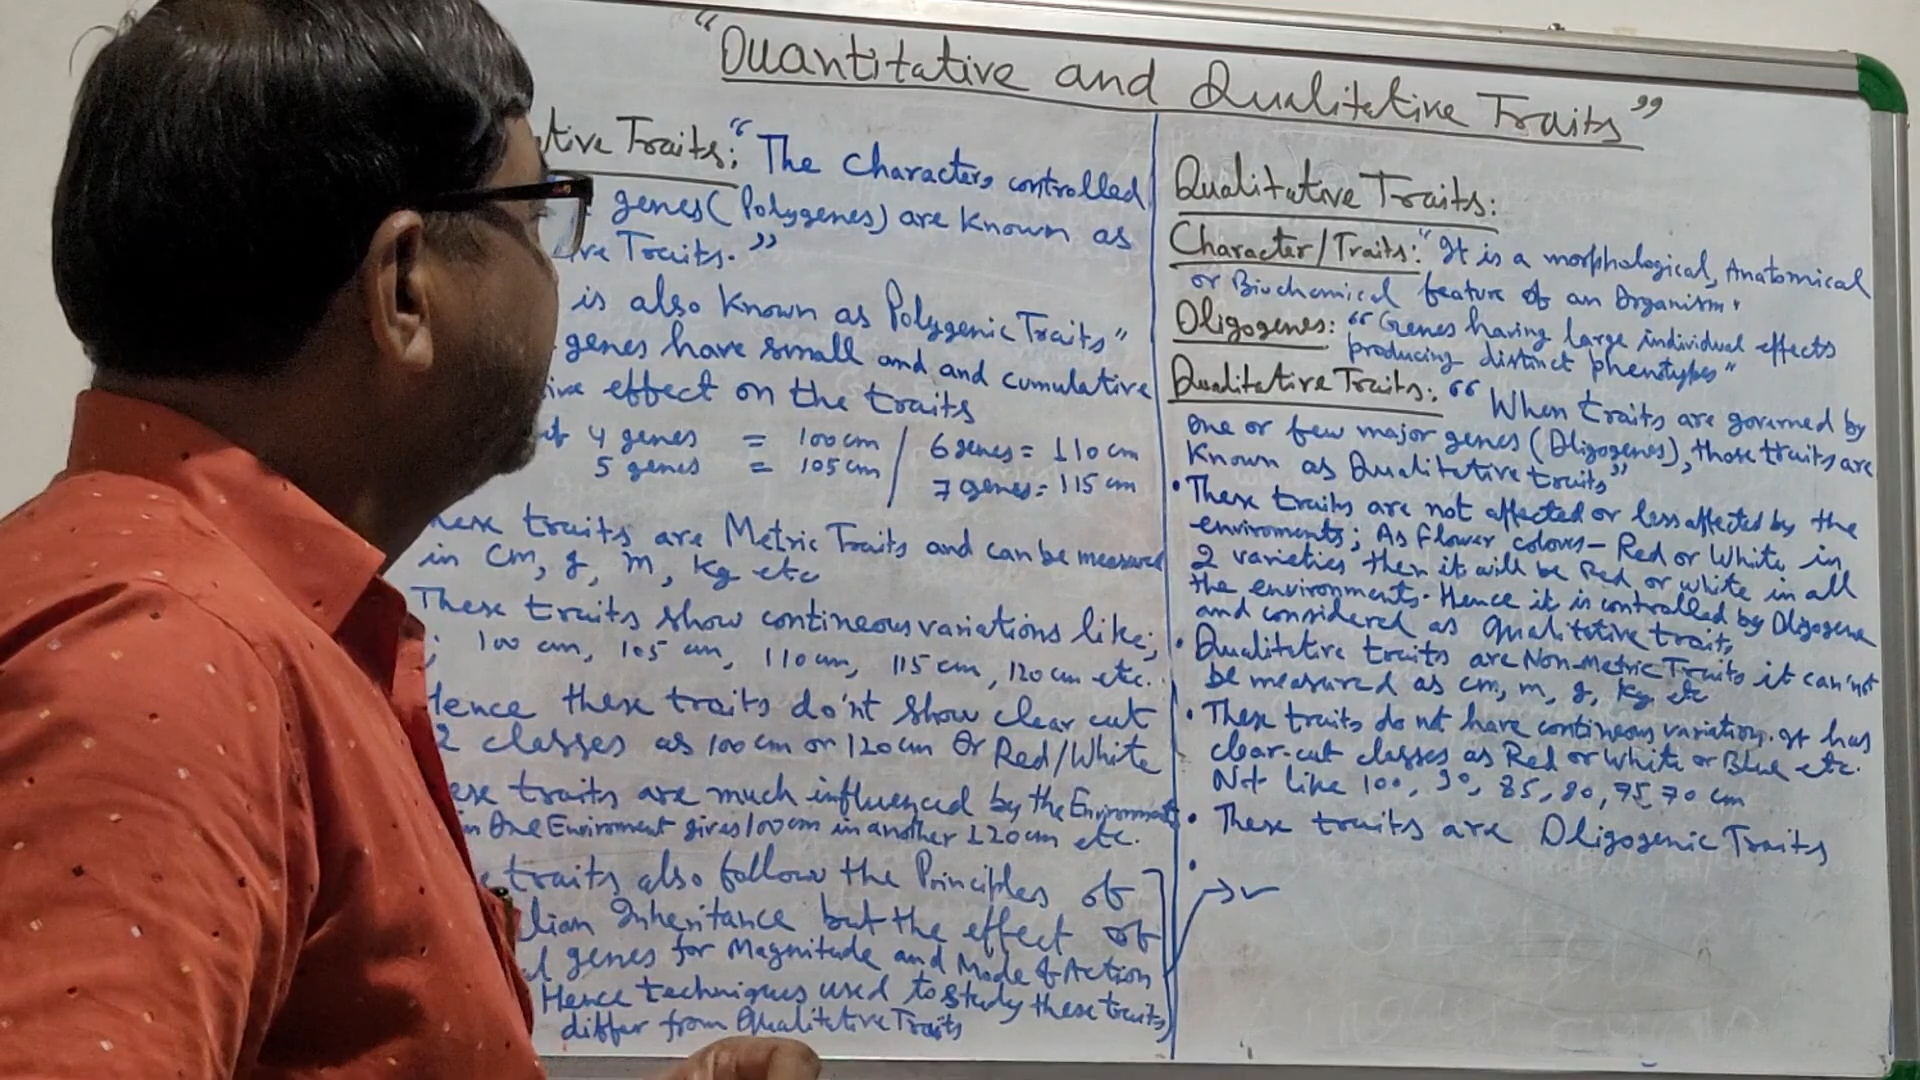 "Quantitative and Qualitative Traits"
tive Traits: "The Characters controlled
genes (Polygenes) are known as
ve Traits."
is also known as Polygenic Traits"
genes have small and and cumulative
ive effect on the traits
4 genes = 100 cm / 6 genes = 110 cm
5 genes = 105 cm / 7 genes = 115 cm
traits are Metric Traits and can be measured
in cm, g, m, kg etc
These traits show contineous variations like;
; 100 cm, 105 cm, 110 cm, 115 cm, 120 cm etc.
Hence these traits do'nt show clear cut
2 classes as 100 cm or 120 cm or Red/White
ese traits are much influenced by the Environments
in One Enviroment gives 100 cm in another 120 cm etc.
traits also follow the Principles of
lian Inheritance but the effect of
genes for Magnitude and Mode of Action
Hence techniques used to study these traits
differ from Qualitative Traits
Qualitative Traits:
Character/Traits: "It is a morphological, Anatomical
or Biochemical feature of an Organism.
Oligogenes: "Genes having large individual effects
producing distinct phenotypes"
Qualitative Traits: "When traits are governed by
one or few major genes (Oligogenes), those traits are
known as Qualitative traits"
• These traits are not affected or less affected by the
enviroments; As flower colours - Red or White in
2 varieties then it will be Red or white in all
the environments. Hence it is controlled by Oligogene
and considered as qualitative traits
• Qualitative traits are Non-Metric Traits it can'not
be measured as cm, m, g, kg etc
• These traits do not have contineous variation. It has
clear-cut classes as Red or White or Blue etc.
Not like 100, 90, 85, 80, 75, 70 cm
• These traits are Oligogenic Traits